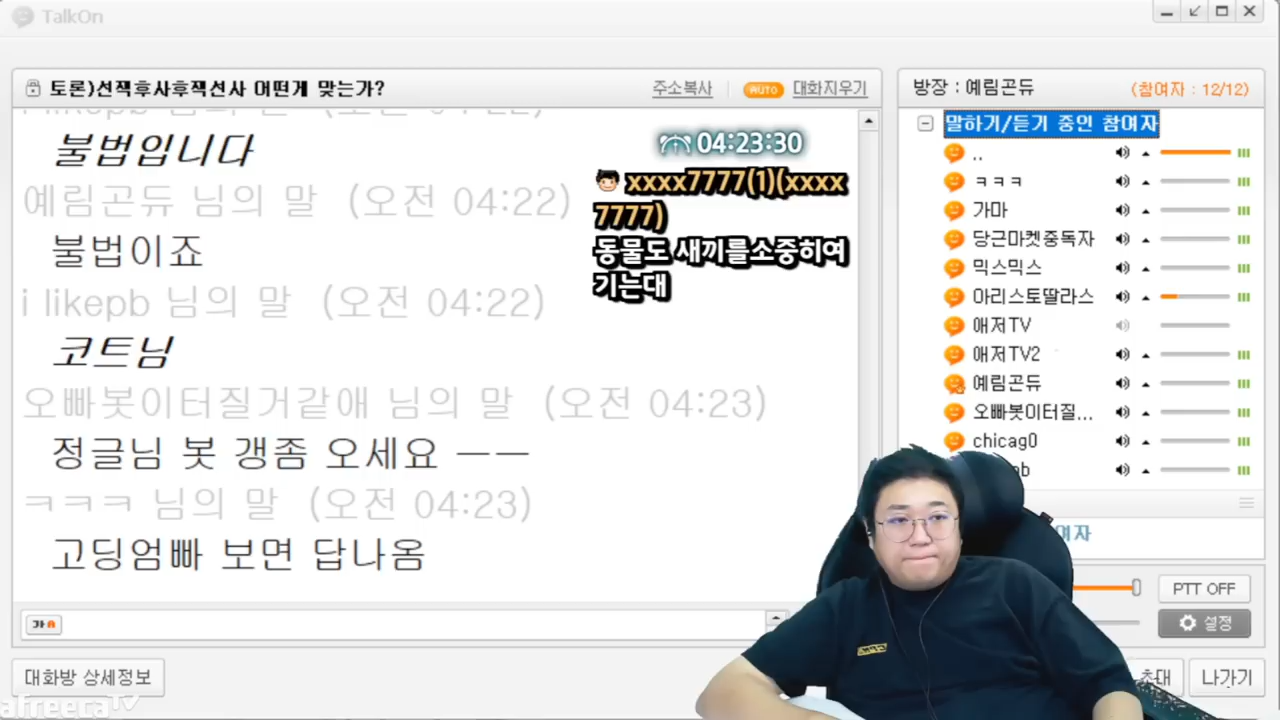 TalkOn
토론)선잭후사후잭선사 어떤게 맞는가?
주소복사
AUTO
대화지우기
불법입니다
예림곤듀 님의 말 (오전 04:22)
불법이죠
i likepb 님의 말 (오전 04:22)
코트님
오빠봇이터질거같애 님의 말 (오전 04:23)
정글님 봇 갱좀 오세요 ㅡㅡ
ㅋㅋㅋ 님의 말 (오전 04:23)
고딩엄빠 보면 답나옴
04:23:30
xxxx7777(1)(xxxx
7777)
동물도 새끼를소중히여
기는대
가
대화방 상세정보
afreecaTV
방장 : 예림곤듀
(참여자 : 12/12)
말하기/듣기 중인 참여자
..
ㅋㅋㅋ
가마
당근마켓중독자
믹스믹스
아리스토딸라스
애저TV
애저TV2
예림곤듀
오빠봇이터질...
chicag0
pb
여자
PTT OFF
설정
초대
나가기